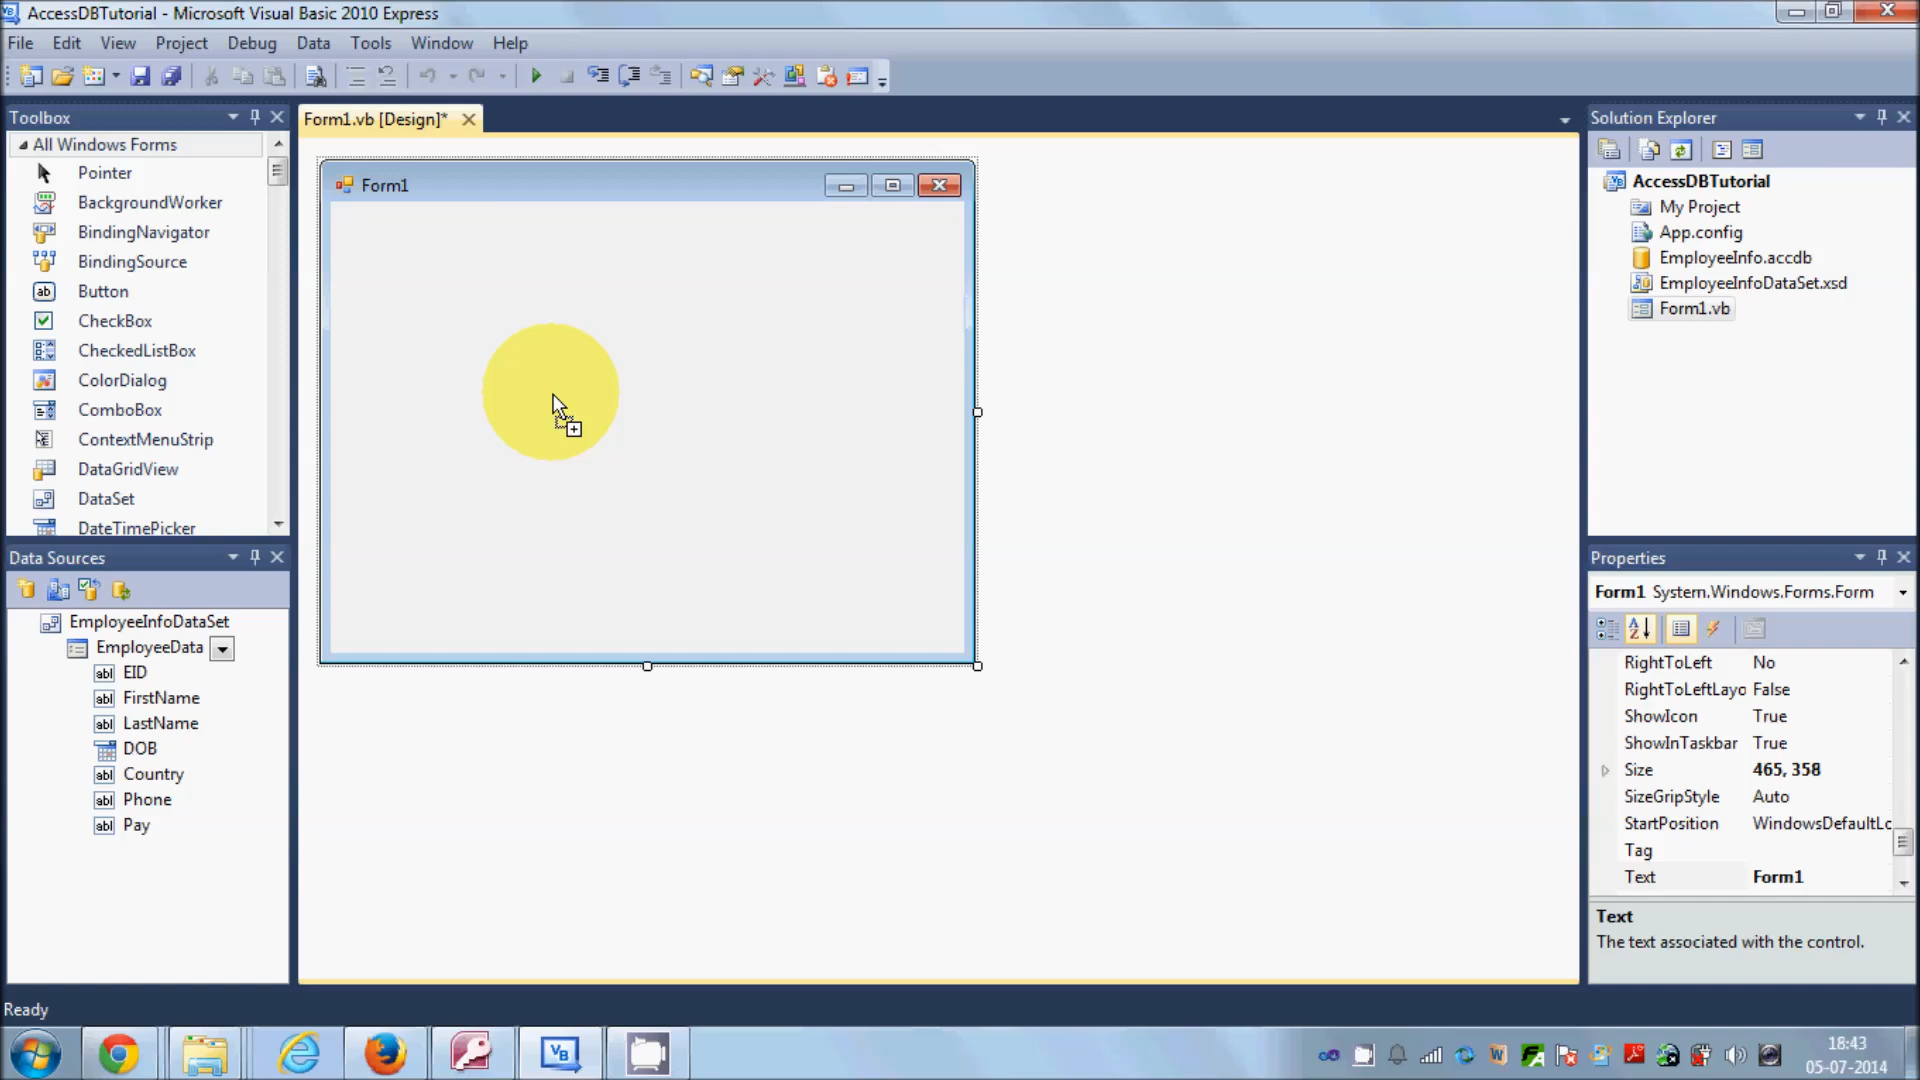 AccessDBTutorial - Microsoft Visual Basic 2010 Express
File Edit View Project Debug Data Tools Window Help
Toolbox
All Windows Forms
Pointer
BackgroundWorker
BindingNavigator
BindingSource
Button
CheckBox
CheckedListBox
ColorDialog
ComboBox
ContextMenuStrip
DataGridView
DataSet
DateTimePicker
Data Sources
EmployeeInfoDataSet
EmployeeData
EID
FirstName
LastName
DOB
Country
Phone
Pay
Form1.vb [Design]*
Form1
Solution Explorer
AccessDBTutorial
My Project
App.config
EmployeeInfo.accdb
EmployeeInfoDataSet.xsd
Form1.vb
Properties
Form1 System.Windows.Forms.Form
RightToLeft No
RightToLeftLayo False
ShowIcon True
ShowInTaskbar True
Size 465, 358
SizeGripStyle Auto
StartPosition WindowsDefaultLo
Tag
Text Form1
Text
The text associated with the control.
Ready
18:43
05-07-2014